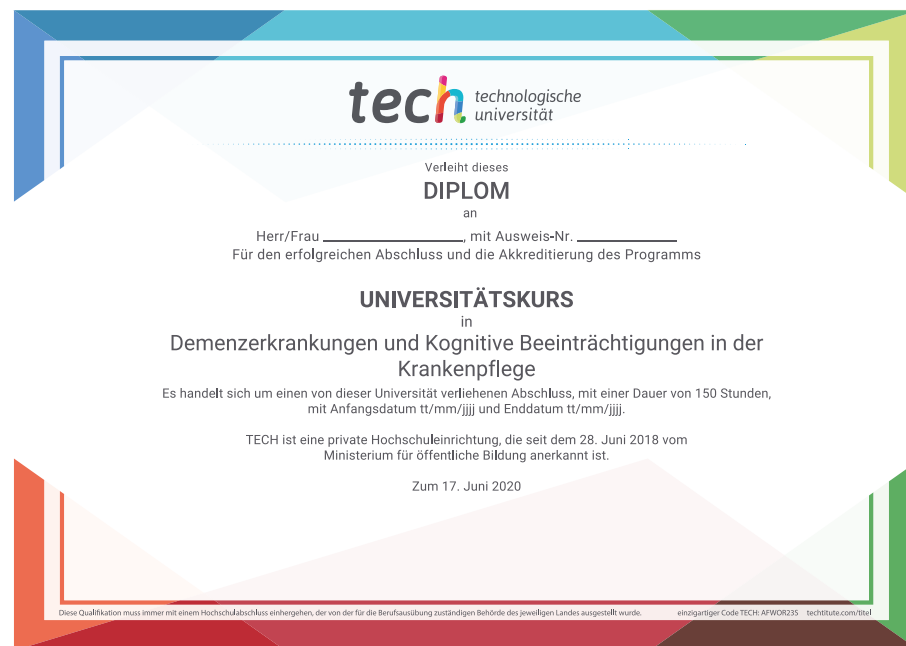 tech technologische
universität
Verleiht dieses
DIPLOM
an
Herr/Frau ____________________, mit Ausweis-Nr. ______________
Für den erfolgreichen Abschluss und die Akkreditierung des Programms
UNIVERSITÄTSKURS
in
Demenzerkrankungen und Kognitive Beeinträchtigungen in der
Krankenpflege
Es handelt sich um einen von dieser Universität verliehenen Abschluss, mit einer Dauer von 150 Stunden,
mit Anfangsdatum tt/mm/jjjj und Enddatum tt/mm/jjjj.
TECH ist eine private Hochschuleinrichtung, die seit dem 28. Juni 2018 vom
Ministerium für öffentliche Bildung anerkannt ist.
Zum 17. Juni 2020
Diese Qualifikation muss immer mit einem Hochschulabschluss einhergehen, der von der für die Berufsausübung zuständigen Behörde des jeweiligen Landes ausgestellt wurde. einzigartiger Code TECH: AFWOR235 techtitute.com/titel